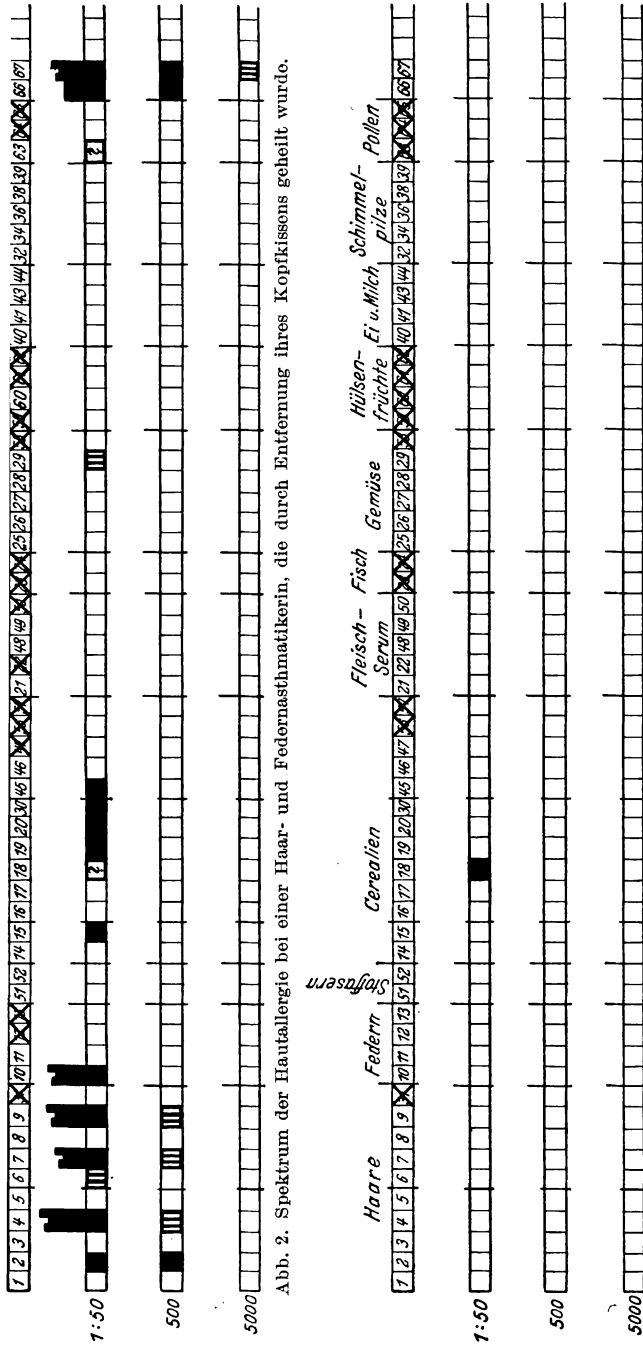 1 2 3 4 5 6 7 8 9 10 11 51 52 14 15 16 17 18 19 20 30 45 46 21 48 49 25 26 27 28 29 60 40 41 43 44 32 34 36 38 39 63 66 67
1:50 ? ?
500
5000
Abb. 2. Spektrum der Hautallergie bei einer Haar- und Federnasthmatikerin, die durch Entfernung ihres Kopfkissens geheilt wurde.
Haare Federn Stoffasern Cerealien Fleisch- Serum Fisch Gemüse Hülsen- früchte Ei u. Milch Schimmel- pilze Pollen
1 2 3 4 5 6 7 8 9 10 11 12 13 51 52 14 15 16 17 18 19 20 30 45 46 47 21 22 48 49 50 25 26 27 28 29 40 41 43 44 32 34 36 38 39 66 67
1:50
500
5000